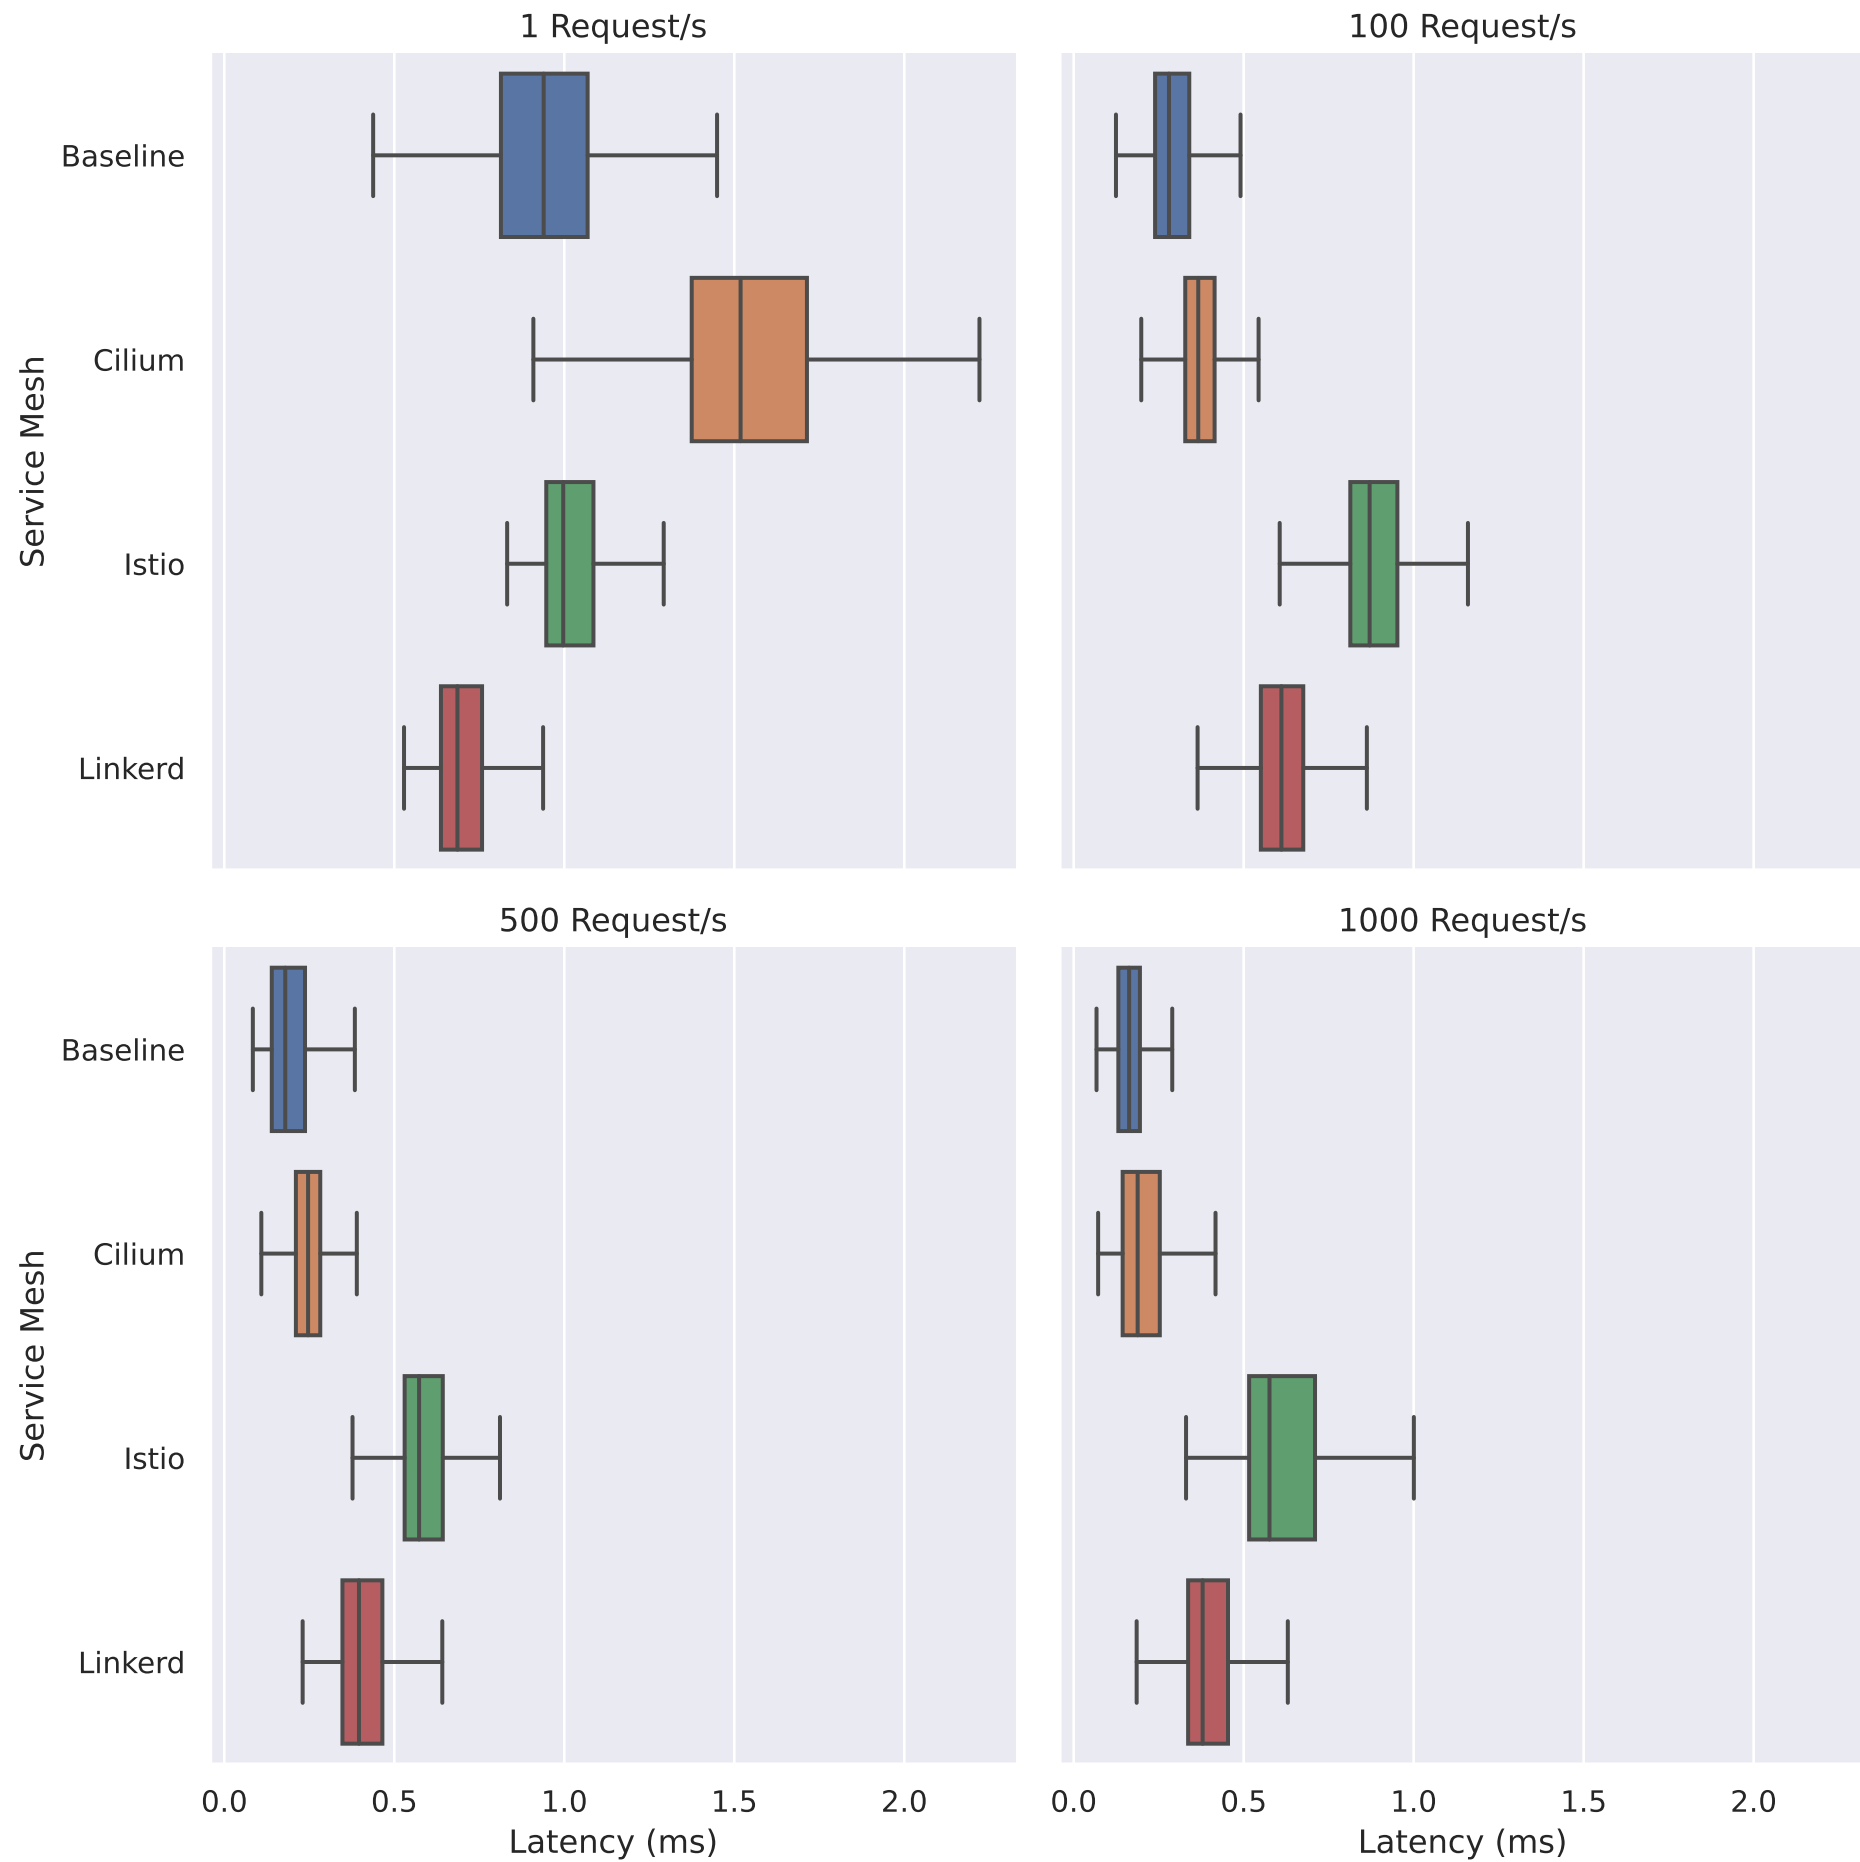 1 Request/s
100 Request/s
Service Mesh
Baseline
Cilium
Istio
Linkerd
500 Request/s
1000 Request/s
Service Mesh
Baseline
Cilium
Istio
Linkerd
0.0 0.5 1.0 1.5 2.0
0.0 0.5 1.0 1.5 2.0
Latency (ms)
Latency (ms)